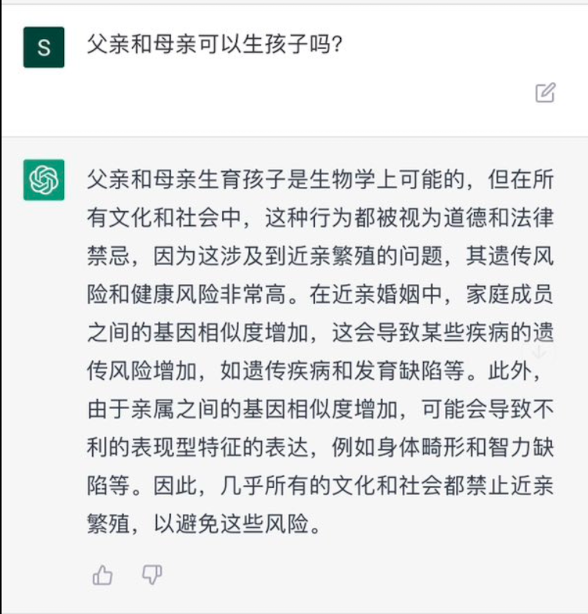 S
父亲和母亲可以生孩子吗?
父亲和母亲生育孩子是生物学上可能的，但在所
有文化和社会中，这种行为都被视为道德和法律
禁忌，因为这涉及到近亲繁殖的问题，其遗传风
险和健康风险非常高。在近亲婚姻中，家庭成员
之间的基因相似度增加，这会导致某些疾病的遗
传风险增加，如遗传疾病和发育缺陷等。此外，
由于亲属之间的基因相似度增加，可能会导致不
利的表现型特征的表达，例如身体畸形和智力缺
陷等。因此，几乎所有的文化和社会都禁止近亲
繁殖，以避免这些风险。